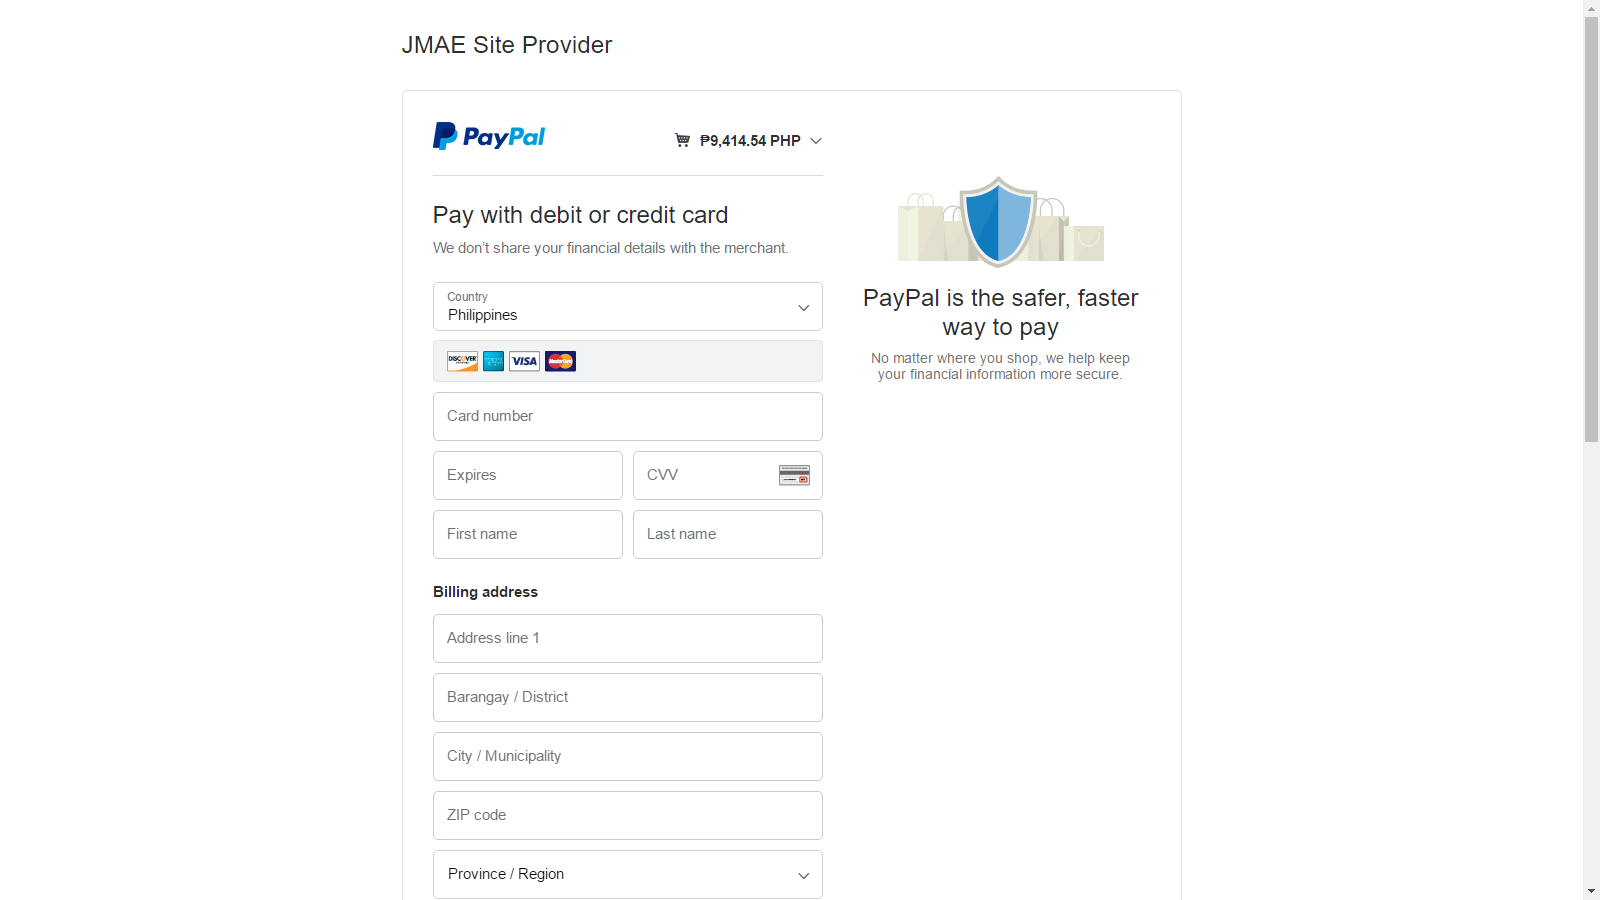 JMAE Site Provider
PayPal
₱9,414.54 PHP
Pay with debit or credit card
We don’t share your financial details with the merchant.
Country
Philippines
DISCOVER
VISA
MasterCard
Card number
Expires
CVV
First name
Last name
Billing address
Address line 1
Barangay / District
City / Municipality
ZIP code
Province / Region
PayPal is the safer, faster
way to pay
No matter where you shop, we help keep
your financial information more secure.